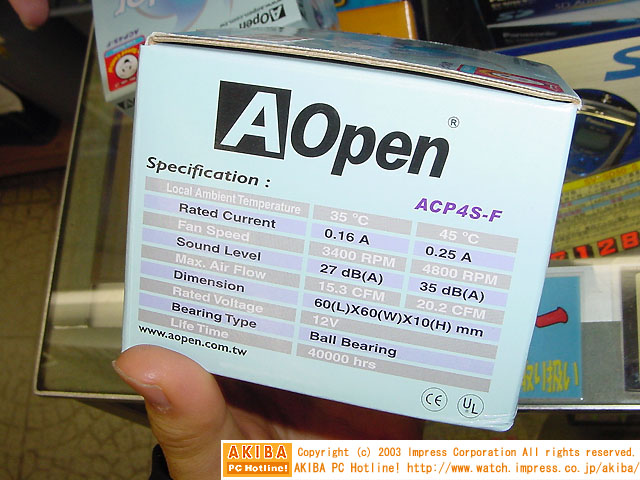 AOpen
ACP4S-F
AOpen®
Specification :
ACP4S-F
Local Ambient Temperature 35 °C 45 °C
Rated Current 0.16 A 0.25 A
Fan Speed 3400 RPM 4800 RPM
Sound Level 27 dB(A) 35 dB(A)
Max. Air Flow 15.3 CFM 20.2 CFM
Dimension 60(L)X60(W)X10(H) mm
Rated Voltage 12V
Bearing Type Ball Bearing
Life Time 40000 hrs
www.aopen.com.tw
CE UL
Panasonic
AKIBA
PC Hotline!
Copyright (c) 2003 Impress Corporation All rights reserved.
AKIBA PC Hotline! http://www.watch.impress.co.jp/akiba/